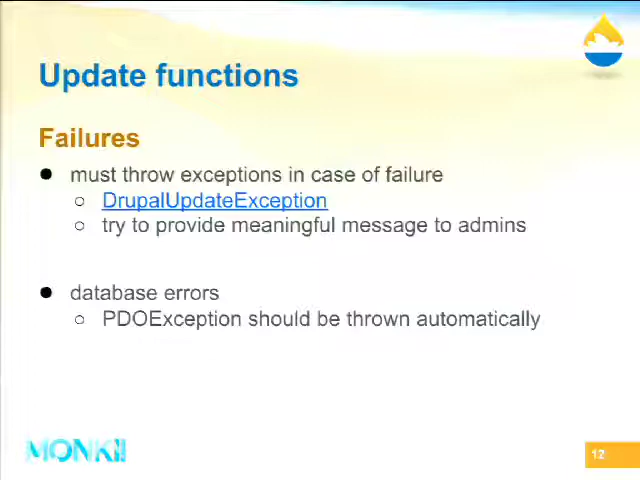 Update functions
Failures
● must throw exceptions in case of failure
○ DrupalUpdateException
○ try to provide meaningful message to admins
● database errors
○ PDOException should be thrown automatically
MONKii
12